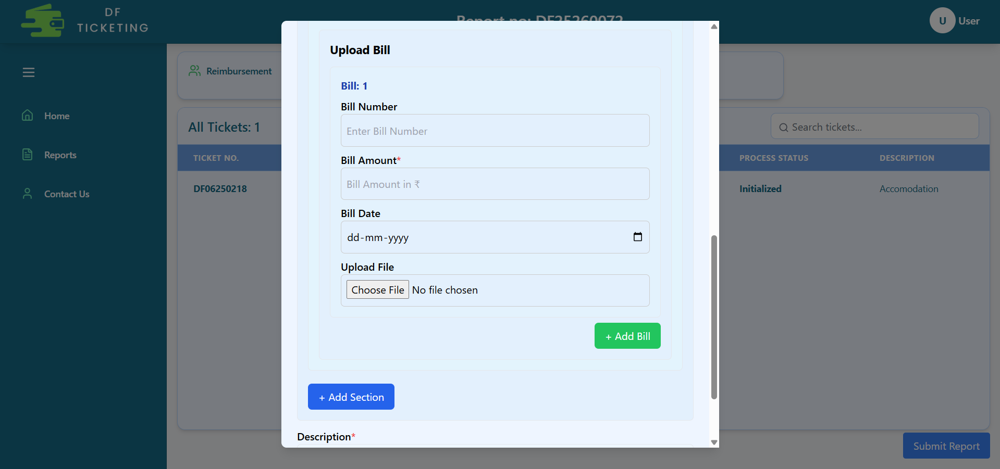 DF
TICKETING
Report no: DF25260072
U
User
Home
Reports
Contact Us
Reimbursement
All Tickets: 1
Search tickets...
TICKET NO.
PROCESS STATUS
DESCRIPTION
DF06250218
Initialized
Accomodation
Upload Bill
Bill: 1
Bill Number
Enter Bill Number
Bill Amount*
Bill Amount in ₹
Bill Date
dd-mm-yyyy
Upload File
Choose File No file chosen
+ Add Bill
+ Add Section
Description*
Submit Report